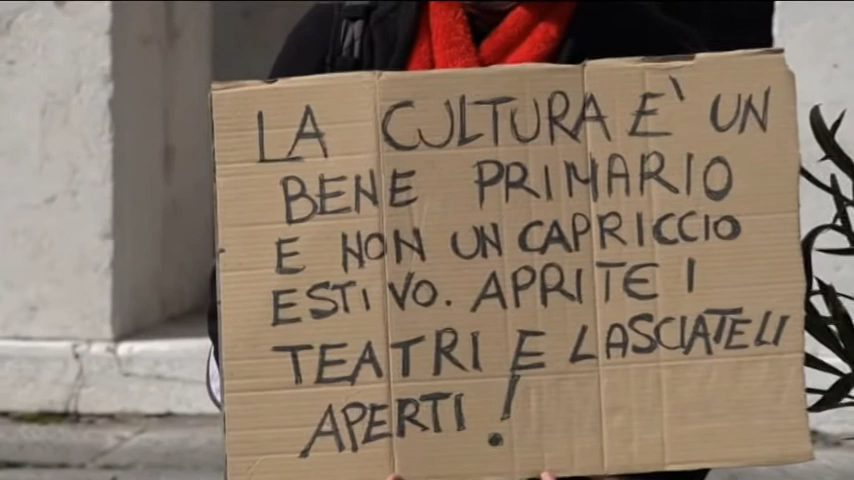 LA CULTURA E' UN
BENE PRIMARIO
E NON UN CAPRICCIO
ESTIVO. APRITE I
TEATRI E LASCIATELI
APERTI!